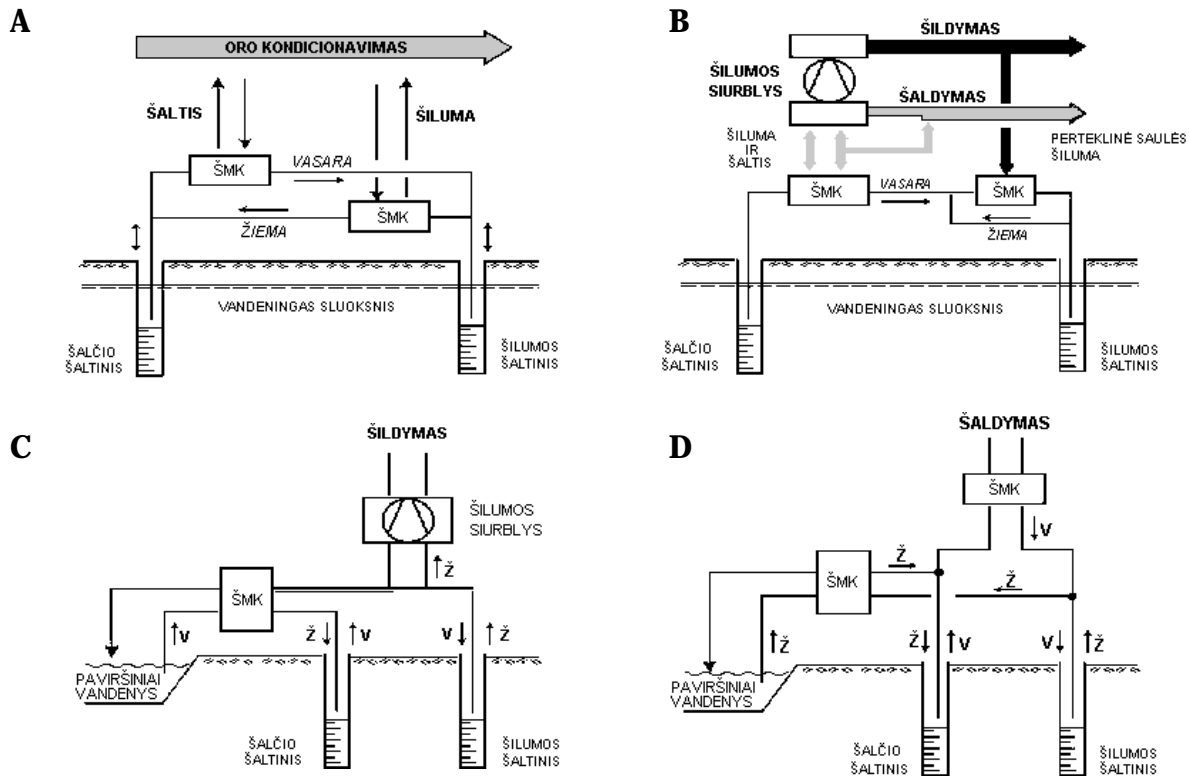 A
ORO KONDICIONAVIMAS
ŠALTIS
ŠILUMA
ŠMK
VASARA
ŠMK
ŽIEMA
VANDENINGAS SLUOKSNIS
ŠALČIO
ŠALTINIS
ŠILUMOS
ŠALTINIS
B
ŠILDYMAS
ŠILUMOS
SIURBLYS
ŠALDYMAS
ŠILUMA
IR
ŠALTIS
PERTEKLINĖ SAULĖS
ŠILUMA
ŠMK
VASARA
ŠMK
ŽIEMA
VANDENINGAS SLUOKSNIS
ŠALČIO
ŠALTINIS
ŠILUMOS
ŠALTINIS
C
ŠILDYMAS
ŠILUMOS
SIURBLYS
Ž
ŠMK
V
Ž
V
V
Ž
PAVIRŠINIAI
VANDENYS
ŠALČIO
ŠALTINIS
ŠILUMOS
ŠALTINIS
D
ŠALDYMAS
ŠMK
V
Ž
ŠMK
Ž
Ž
Ž
V
V
Ž
PAVIRŠINIAI
VANDENYS
ŠALČIO
ŠALTINIS
ŠILUMOS
ŠALTINIS